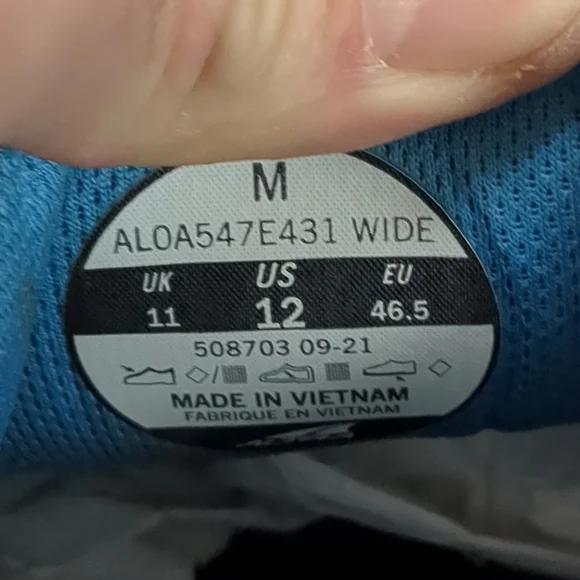 M
AL0A547E431 WIDE
UK US EU
11 12 46.5
508703 09-21
MADE IN VIETNAM
FABRIQUE EN VIETNAM